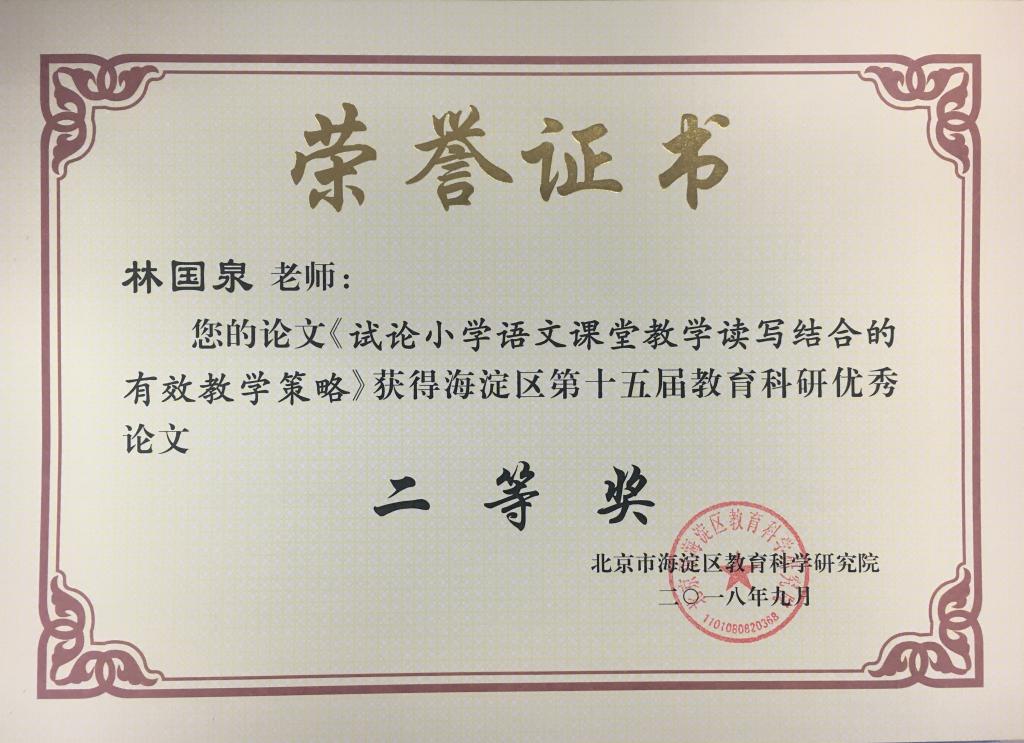 荣誉证书
林国泉 老师：
您的论文《试论小学语文课堂教学读写结合的
有效教学策略》获得海淀区第十五届教育科研优秀
论文
二等奖
北京市海淀区教育科学研究院
二〇一八年九月
1101080820368